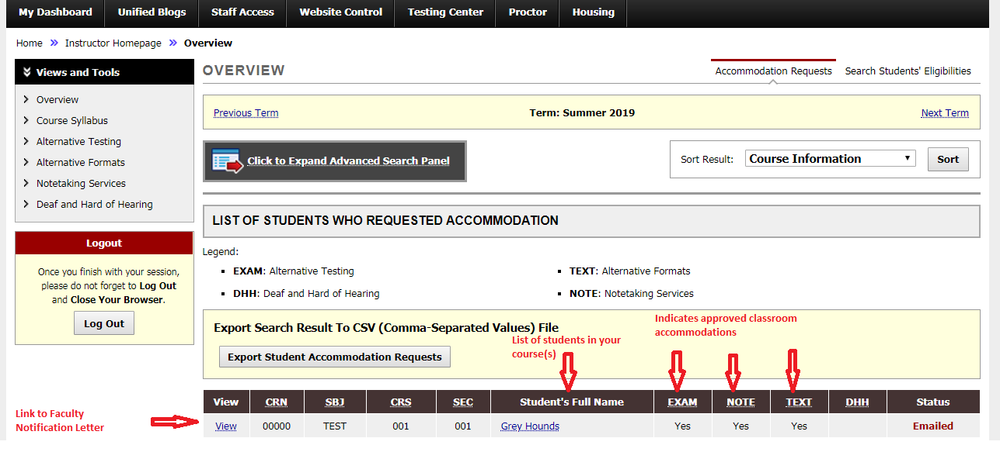 My Dashboard Unified Blogs Staff Access Website Control Testing Center Proctor Housing
Home » Instructor Homepage » Overview
Views and Tools
Overview
Course Syllabus
Alternative Testing
Alternative Formats
Notetaking Services
Deaf and Hard of Hearing
Logout
Once you finish with your session,
please do not forget to Log Out
and Close Your Browser.
Log Out
OVERVIEW
Accommodation Requests Search Students' Eligibilities
Previous Term Term: Summer 2019 Next Term
Click to Expand Advanced Search Panel
Sort Result: Course Information Sort
LIST OF STUDENTS WHO REQUESTED ACCOMMODATION
Legend:
EXAM: Alternative Testing
TEXT: Alternative Formats
DHH: Deaf and Hard of Hearing
NOTE: Notetaking Services
Export Search Result To CSV (Comma-Separated Values) File
Export Student Accommodation Requests
List of students in your
course(s)
Indicates approved classroom
accommodations
View CRN SBJ CRS SEC Student's Full Name EXAM NOTE TEXT DHH Status
Link to Faculty
Notification Letter
View 00000 TEST 001 001 Grey Hounds Yes Yes Yes Emailed